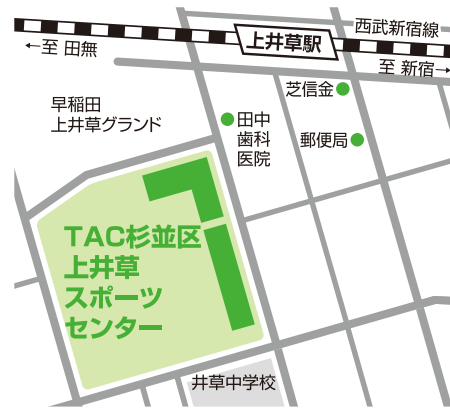 西武新宿線
上井草駅
←至 田無
至 新宿→
芝信金
早稲田
上井草グランド
田中
歯科
医院
郵便局
TAC杉並区
上井草
スポーツ
センター
井草中学校